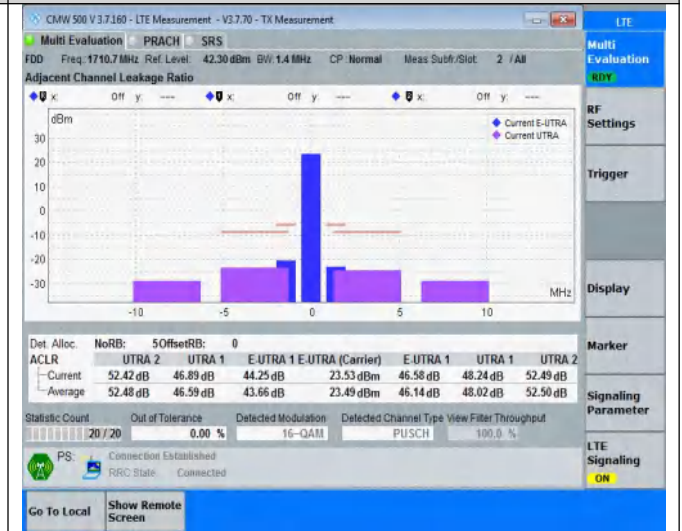 CMW 500 V 3.7.160 - LTE Measurement - V3.7.70 - TX Measurement
LTE
Multi Evaluation PRACH SRS
Multi Evaluation
RDY
FDD Freq.:1710.7 MHz Ref. Level: 42.30 dBm BW: 1.4 MHz CP: Normal Meas Subfr./Slot: 2 / All
Adjacent Channel Leakage Ratio
x: Off y: --- x: Off y: --- x: Off y: ---
RF Settings
dBm
Current E-UTRA
Current UTRA
30
20
10
0
-10
-20
-30
-10 -5 0 5 10
MHz
Trigger
Display
Marker
Det. Alloc. NoRB: 5 OffsetRB: 0
ACLR UTRA 2 UTRA 1 E-UTRA 1 E-UTRA (Carrier) E-UTRA 1 UTRA 1 UTRA 2
Current 52.42 dB 46.89 dB 44.25 dB 23.53 dBm 46.58 dB 48.24 dB 52.49 dB
Average 52.48 dB 46.59 dB 43.66 dB 23.49 dBm 46.14 dB 48.02 dB 52.50 dB
Signaling Parameter
Statistic Count Out of Tolerance Detected Modulation Detected Channel Type View Filter Throughput
20 / 20 0.00 % 16-QAM PUSCH 100.0 %
PS: Connection Established
RRC State: Connected
LTE Signaling
ON
Go To Local
Show Remote Screen